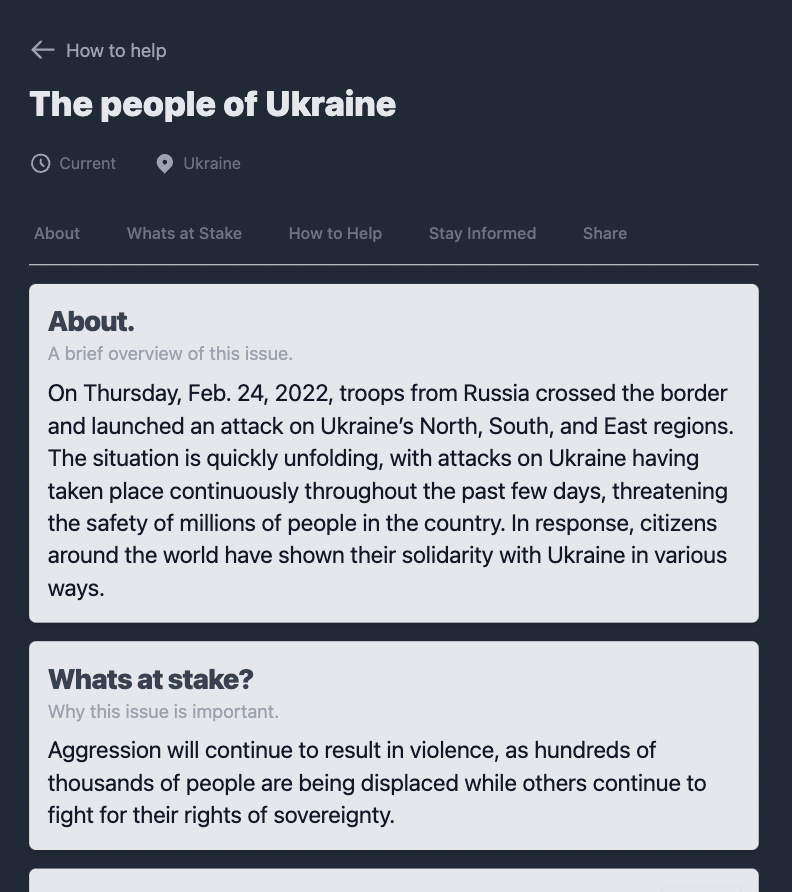 How to help
The people of Ukraine
Current Ukraine
About Whats at Stake How to Help Stay Informed Share
About.
A brief overview of this issue.
On Thursday, Feb. 24, 2022, troops from Russia crossed the border
and launched an attack on Ukraine’s North, South, and East regions.
The situation is quickly unfolding, with attacks on Ukraine having
taken place continuously throughout the past few days, threatening
the safety of millions of people in the country. In response, citizens
around the world have shown their solidarity with Ukraine in various
ways.
Whats at stake?
Why this issue is important.
Aggression will continue to result in violence, as hundreds of
thousands of people are being displaced while others continue to
fight for their rights of sovereignty.